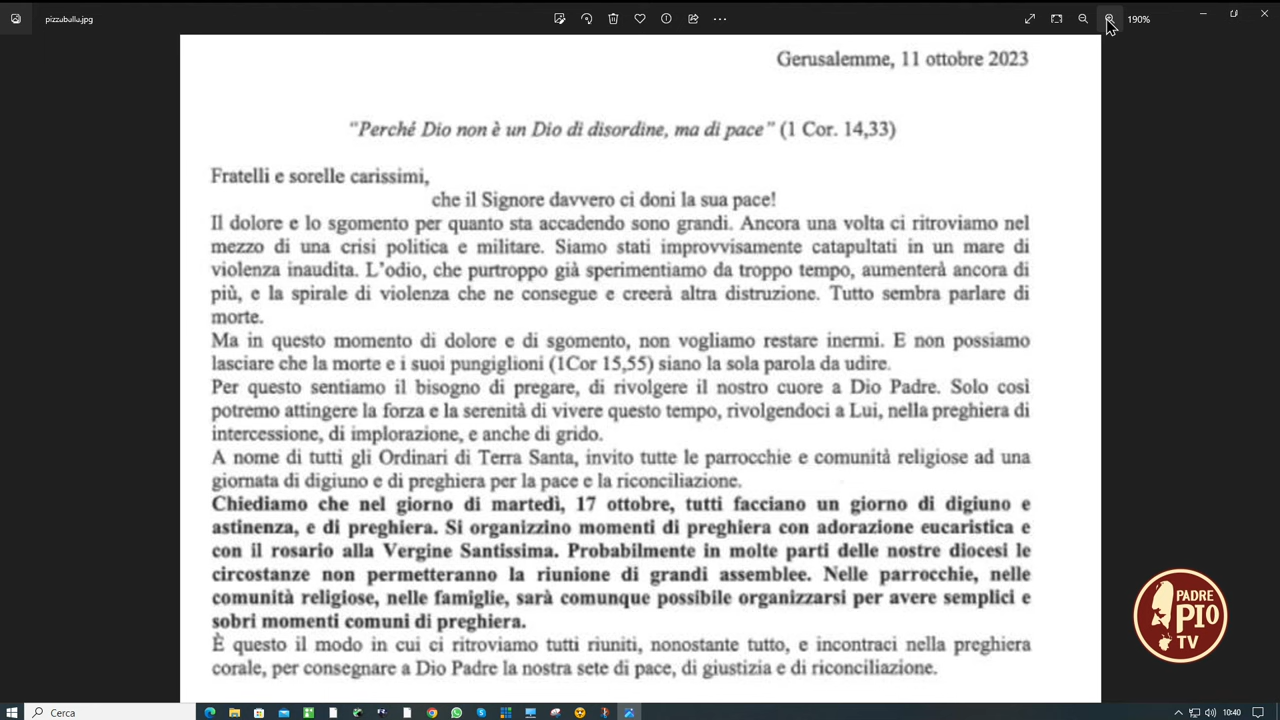 pizzaballa.jpg
190%
Gerusalemme, 11 ottobre 2023
“Perché Dio non è un Dio di disordine, ma di pace” (1 Cor. 14,33)
Fratelli e sorelle carissimi,
che il Signore davvero ci doni la sua pace!
Il dolore e lo sgomento per quanto sta accadendo sono grandi. Ancora una volta ci ritroviamo nel
mezzo di una crisi politica e militare. Siamo stati improvvisamente catapultati in un mare di
violenza inaudita. L’odio, che purtroppo già sperimentiamo da troppo tempo, aumenterà ancora di
più, e la spirale di violenza che ne consegue e creerà altra distruzione. Tutto sembra parlare di
morte.
Ma in questo momento di dolore e di sgomento, non vogliamo restare inermi. E non possiamo
lasciare che la morte e i suoi pungiglioni (1Cor 15,55) siano la sola parola da udire.
Per questo sentiamo il bisogno di pregare, di rivolgere il nostro cuore a Dio Padre. Solo così
potremo attingere la forza e la serenità di vivere questo tempo, rivolgendoci a Lui, nella preghiera di
intercessione, di implorazione, e anche di grido.
A nome di tutti gli Ordinari di Terra Santa, invito tutte le parrocchie e comunità religiose ad una
giornata di digiuno e di preghiera per la pace e la riconciliazione.
Chiediamo che nel giorno di martedì, 17 ottobre, tutti facciano un giorno di digiuno e
astinenza, e di preghiera. Si organizzino momenti di preghiera con adorazione eucaristica e
con il rosario alla Vergine Santissima. Probabilmente in molte parti delle nostre diocesi le
circostanze non permetteranno la riunione di grandi assemblee. Nelle parrocchie, nelle
comunità religiose, nelle famiglie, sarà comunque possibile organizzarsi per avere semplici e
sobri momenti comuni di preghiera.
È questo il modo in cui ci ritroviamo tutti riuniti, nonostante tutto, e incontraci nella preghiera
corale, per consegnare a Dio Padre la nostra sete di pace, di giustizia e di riconciliazione.
PADRE
PIO
TV
Cerca
10:40